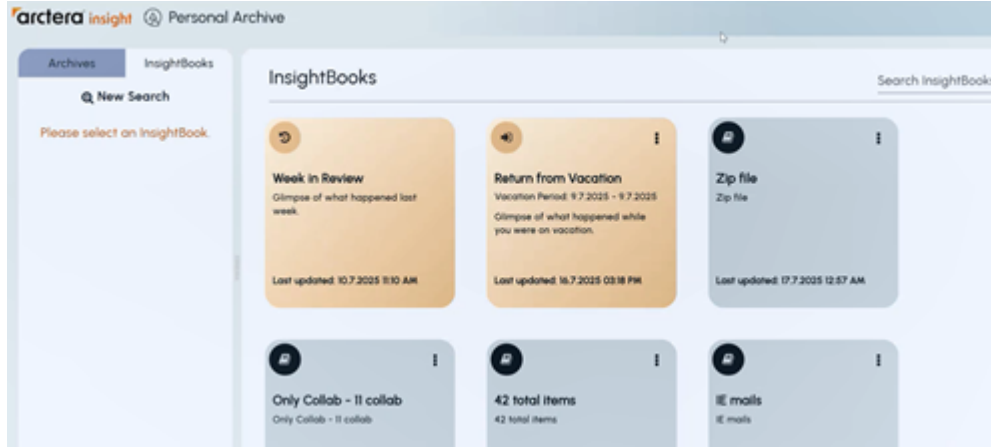 arctera insight Personal Archive
Archives InsightBooks
New Search
Please select an InsightBook.
InsightBooks
Search InsightBooks
Week in Review
Glimpse of what happened last
week.
Last updated: 10.7.2025 11:10 AM
Return from Vacation
Vacation Period: 9.7.2025 - 9.7.2025
Glimpse of what happened while
you were on vacation.
Last updated: 16.7.2025 03:18 PM
Zip file
Zip file
Last updated: 17.7.2025 12:57 AM
Only Collab - 11 collab
Only Collab - 11 collab
42 total items
42 total items
IE mails
IE mails